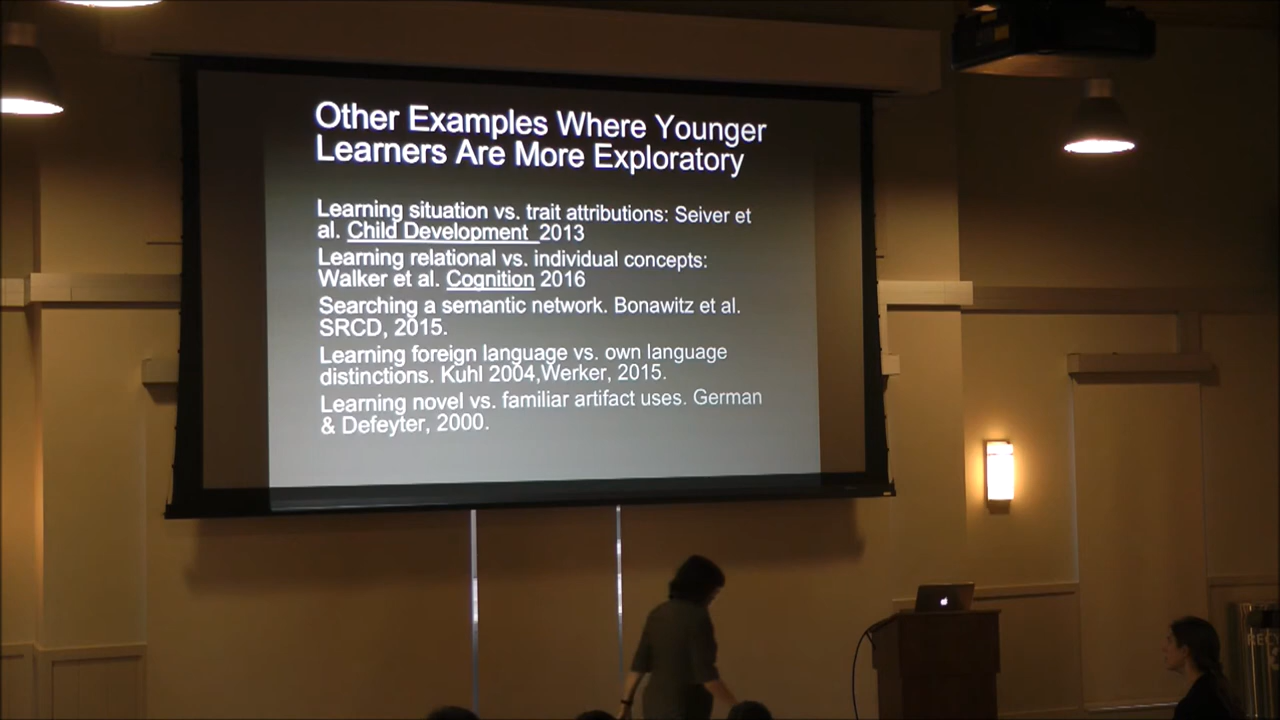 Other Examples Where Younger
Learners Are More Exploratory
Learning situation vs. trait attributions: Seiver et
al. Child Development 2013
Learning relational vs. individual concepts:
Walker et al. Cognition 2016
Searching a semantic network. Bonawitz et al.
SRCD, 2015.
Learning foreign language vs. own language
distinctions. Kuhl 2004,Werker, 2015.
Learning novel vs. familiar artifact uses. German
& Defeyter, 2000.